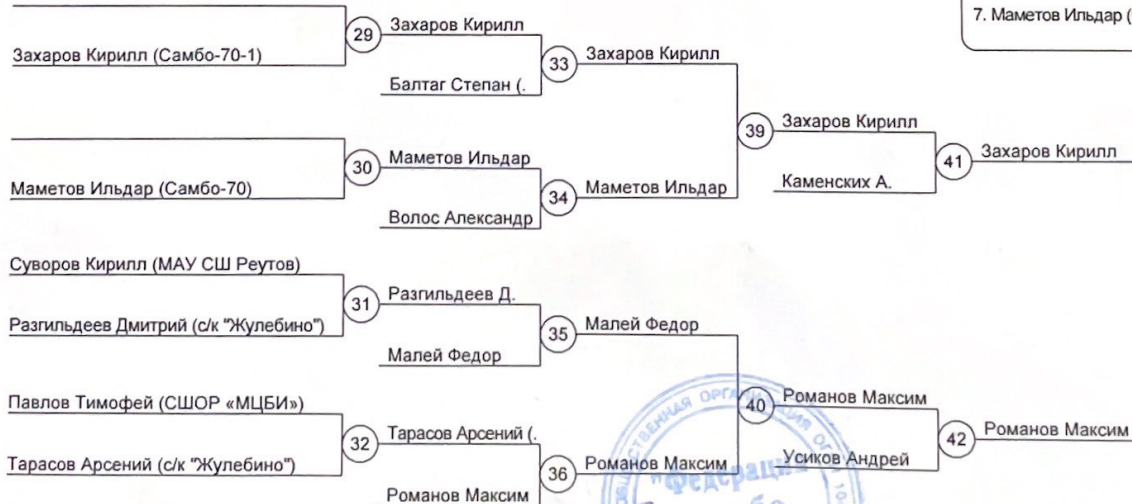 7. Маметов Ильдар (
29
Захаров Кирилл
Захаров Кирилл (Самбо-70-1)
33
Захаров Кирилл
Балтаг Степан (.
39
Захаров Кирилл
41
Захаров Кирилл
30
Маметов Ильдар
Маметов Ильдар (Самбо-70)
34
Маметов Ильдар
Каменских А.
Волос Александр
Суворов Кирилл (МАУ СШ Реутов)
31
Разгильдеев Д.
Разгильдеев Дмитрий (с/к "Жулебино")
35
Малей Федор
Малей Федор
Павлов Тимофей (СШОР «МЦБИ»)
40
Романов Максим
32
Тарасов Арсений (.
42
Романов Максим
Тарасов Арсений (с/к "Жулебино")
36
Романов Максим
Усиков Андрей
Романов Максим
ОРГАНИЗАЦИЯ
"Федерация